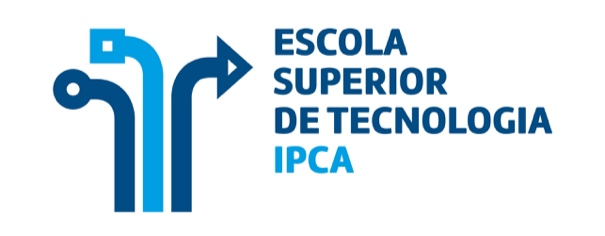 ESCOLA
SUPERIOR
DE TECNOLOGIA
IPCA